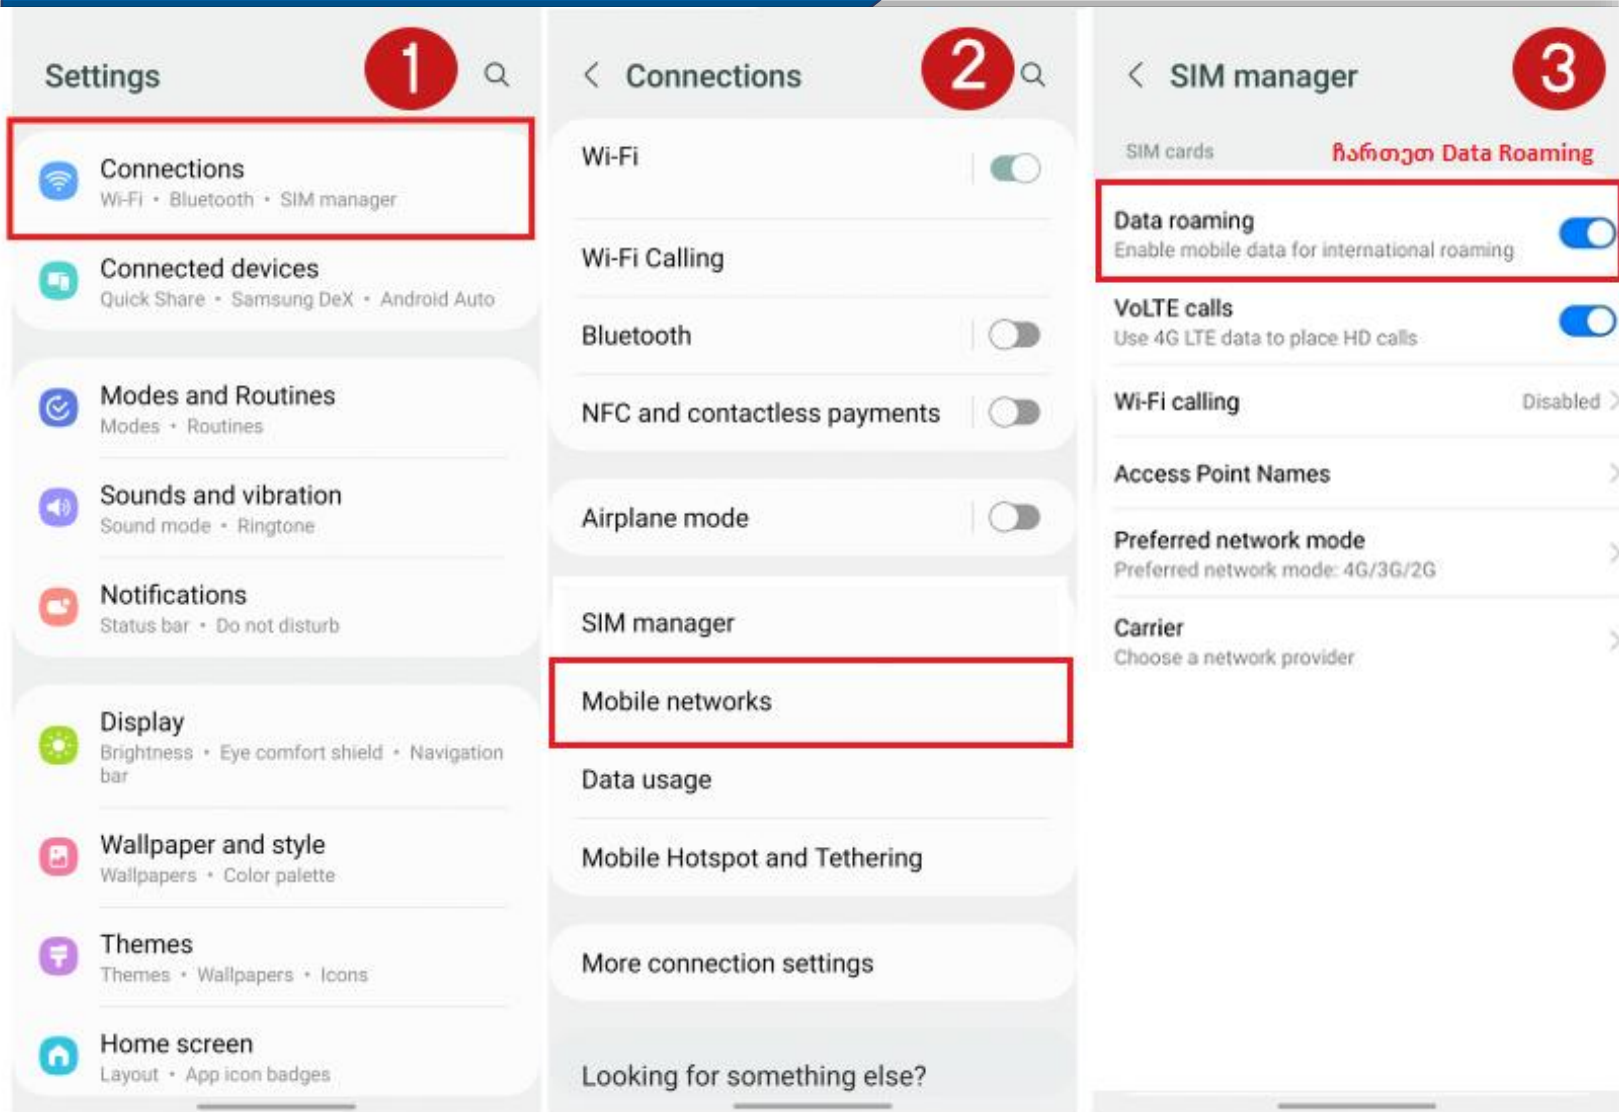 Settings
1
Connections
Wi-Fi • Bluetooth • SIM manager
Connected devices
Quick Share • Samsung DeX • Android Auto
Modes and Routines
Modes • Routines
Sounds and vibration
Sound mode • Ringtone
Notifications
Status bar • Do not disturb
Display
Brightness • Eye comfort shield • Navigation
bar
Wallpaper and style
Wallpapers • Color palette
Themes
Themes • Wallpapers • Icons
Home screen
Layout • App icon badges
Connections
2
Wi-Fi
Wi-Fi Calling
Bluetooth
NFC and contactless payments
Airplane mode
SIM manager
Mobile networks
Data usage
Mobile Hotspot and Tethering
More connection settings
Looking for something else?
SIM manager
3
SIM cards
ჩართეთ Data Roaming
Data roaming
Enable mobile data for international roaming
VoLTE calls
Use 4G LTE data to place HD calls
Wi-Fi calling
Disabled
Access Point Names
Preferred network mode
Preferred network mode: 4G/3G/2G
Carrier
Choose a network provider